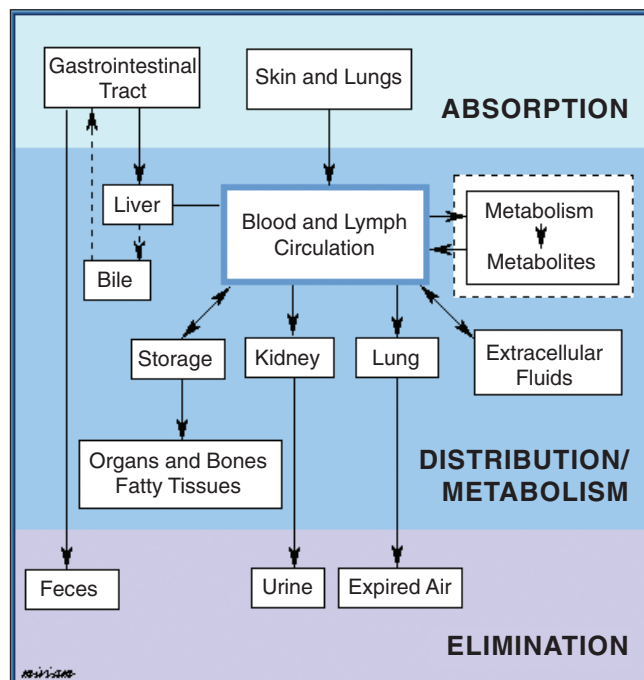 Gastrointestinal
Tract
Skin and Lungs
ABSORPTION
Liver
Blood and Lymph
Circulation
Metabolism
Metabolites
Bile
Storage
Kidney
Lung
Extracellular
Fluids
Organs and Bones
Fatty Tissues
DISTRIBUTION/
METABOLISM
Feces
Urine
Expired Air
ELIMINATION